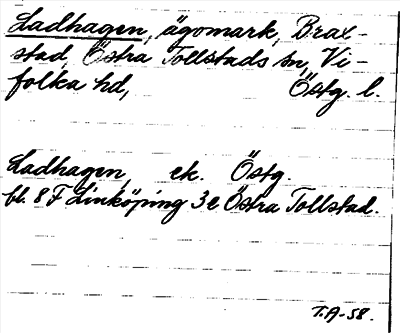 Ladhagen, ägomark, Brax-
stad, Östra Tollstads sn, Vi-
folka hd, Östg. l.
Ladhagen, ek. Östg.
bl. 8 F Linköping 3 e Östra Tollstad.
T.A-58.